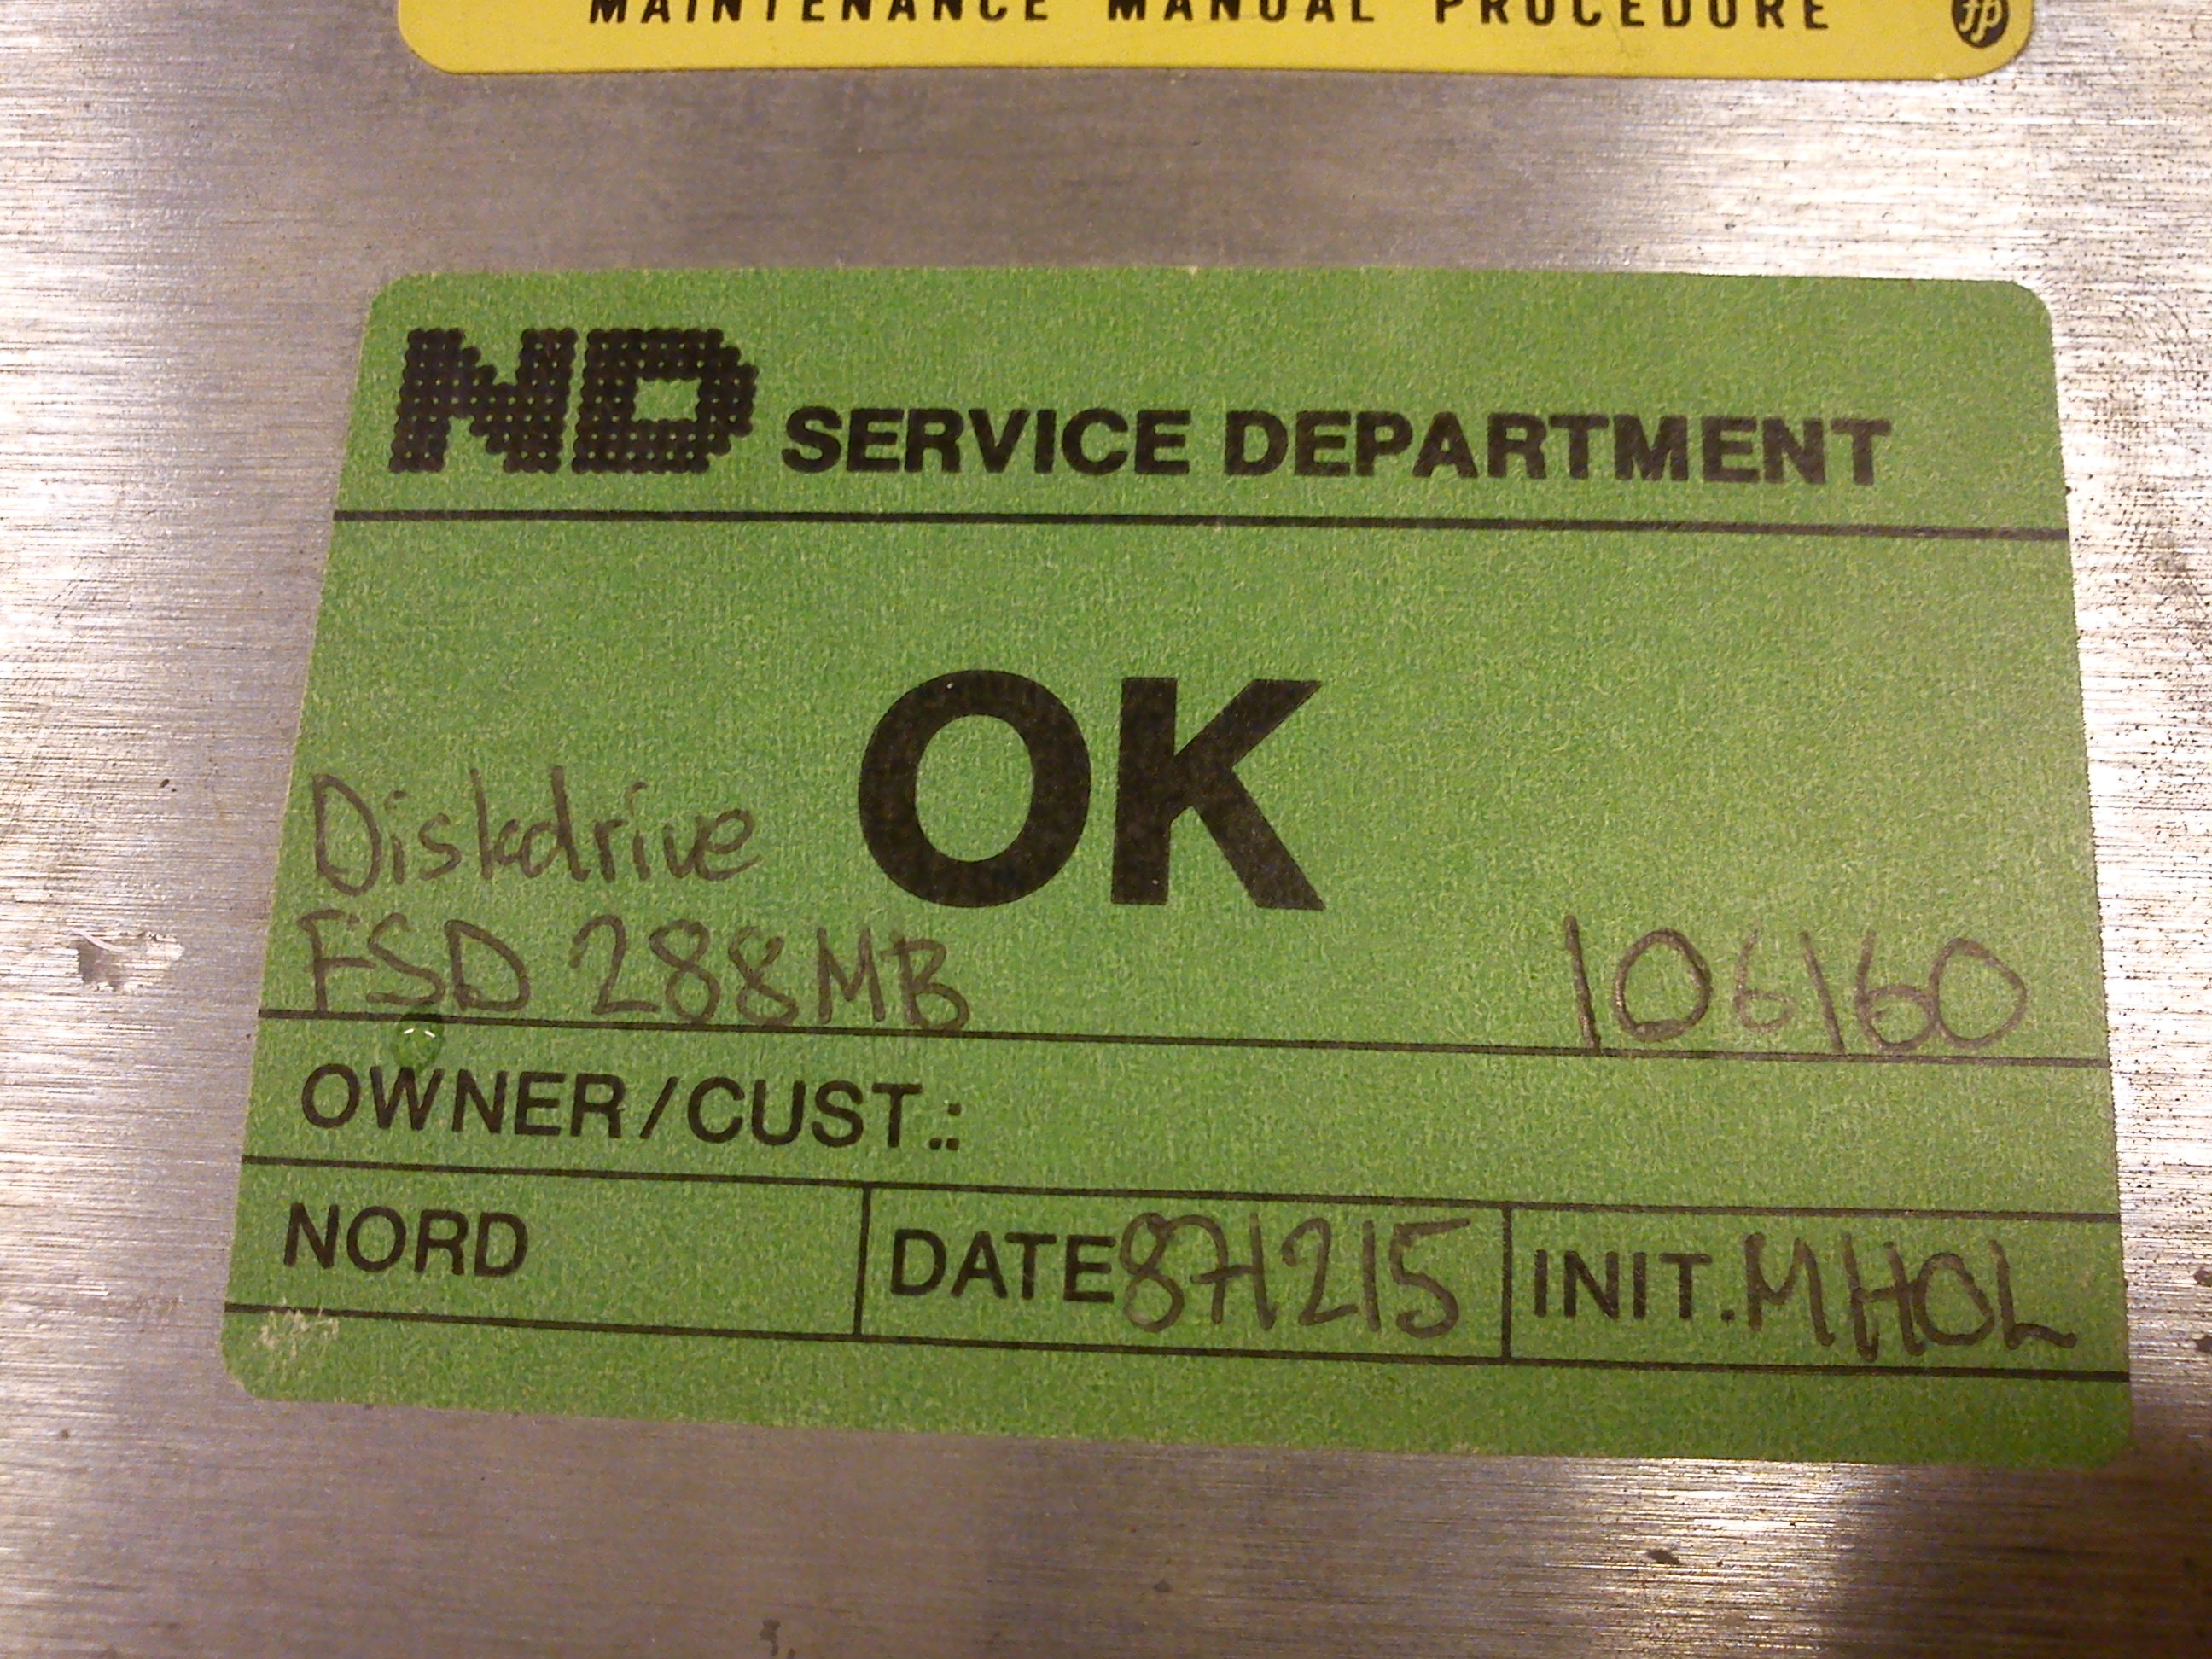 MAINTENANCE MANUAL PROCEDURE
ND SERVICE DEPARTMENT
OK
Diskdrive
FSD 288MB 106160
OWNER/CUST.:
NORD DATE 871215 INIT. MHOL